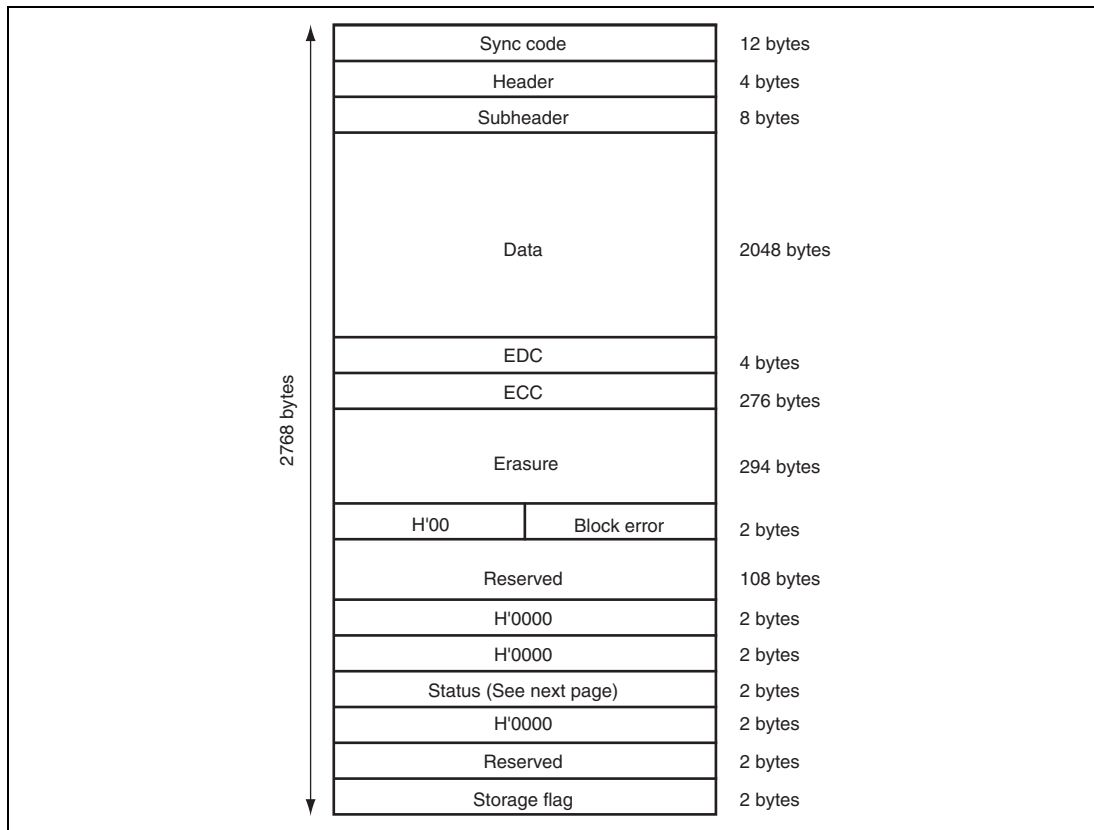 Sync code 12 bytes
Header 4 bytes
Subheader 8 bytes
Data 2048 bytes
EDC 4 bytes
ECC 276 bytes
2768 bytes
Erasure 294 bytes
H'00 Block error 2 bytes
Reserved 108 bytes
H'0000 2 bytes
H'0000 2 bytes
Status (See next page) 2 bytes
H'0000 2 bytes
Reserved 2 bytes
Storage flag 2 bytes